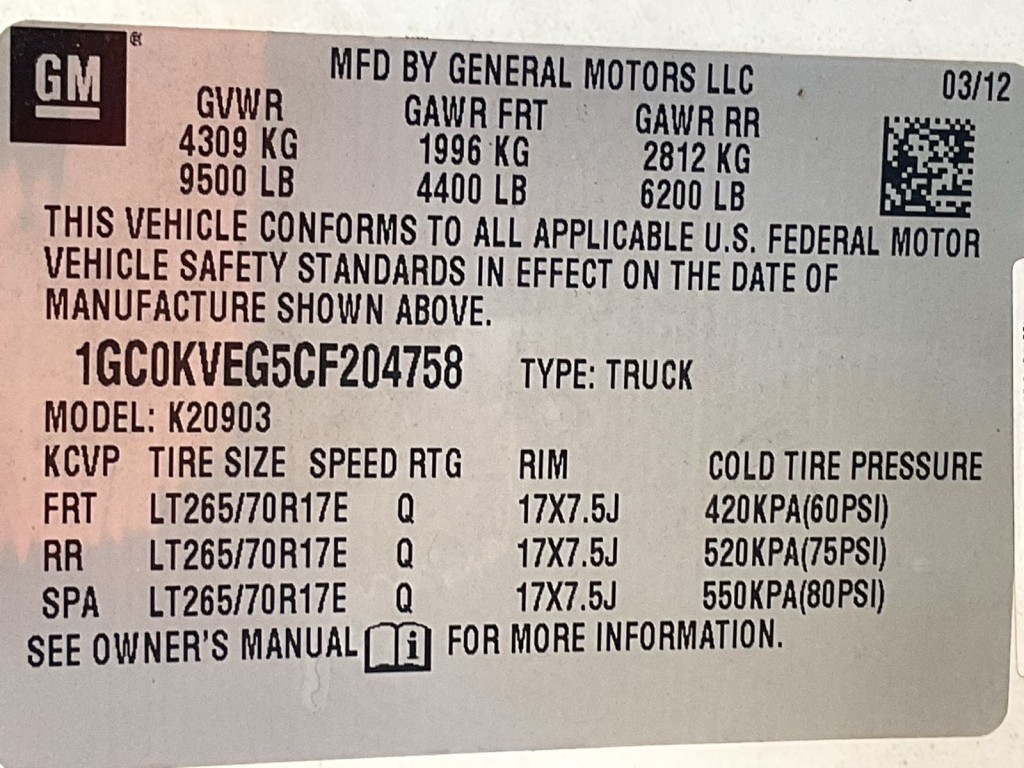 GM ®
MFD BY GENERAL MOTORS LLC 03/12
GVWR GAWR FRT GAWR RR
4309 KG 1996 KG 2812 KG
9500 LB 4400 LB 6200 LB
THIS VEHICLE CONFORMS TO ALL APPLICABLE U.S. FEDERAL MOTOR
VEHICLE SAFETY STANDARDS IN EFFECT ON THE DATE OF
MANUFACTURE SHOWN ABOVE.
1GC0KVEG5CF204758 TYPE: TRUCK
MODEL: K20903
KCVP TIRE SIZE SPEED RTG RIM COLD TIRE PRESSURE
FRT LT265/70R17E Q 17X7.5J 420KPA(60PSI)
RR LT265/70R17E Q 17X7.5J 520KPA(75PSI)
SPA LT265/70R17E Q 17X7.5J 550KPA(80PSI)
SEE OWNER'S MANUAL i FOR MORE INFORMATION.